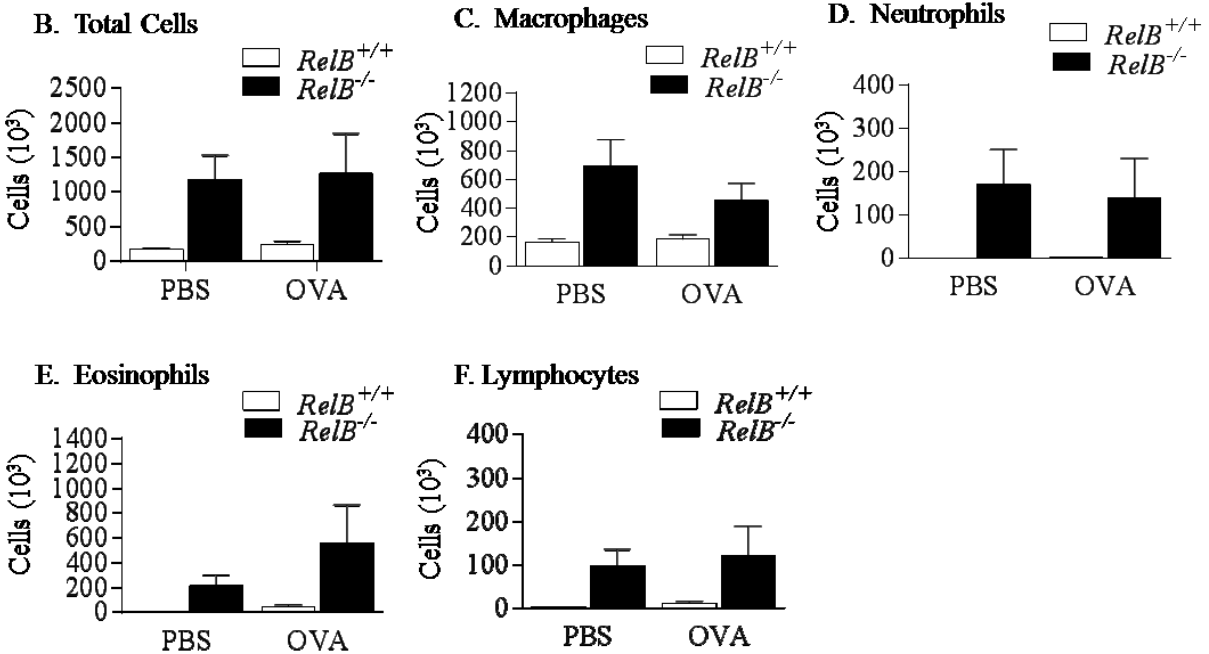 B. Total Cells
RelB+/+
RelB-/-
Cells (10³)
2500
2000
1500
1000
500
0
PBS OVA
C. Macrophages
RelB+/+
RelB-/-
Cells (10³)
1200
1000
800
600
400
200
0
PBS OVA
D. Neutrophils
RelB+/+
RelB-/-
Cells (10³)
400
300
200
100
0
PBS OVA
E. Eosinophils
RelB+/+
RelB-/-
Cells (10³)
1400
1200
1000
800
600
400
200
0
PBS OVA
F. Lymphocytes
RelB+/+
RelB-/-
Cells (10³)
400
300
200
100
0
PBS OVA